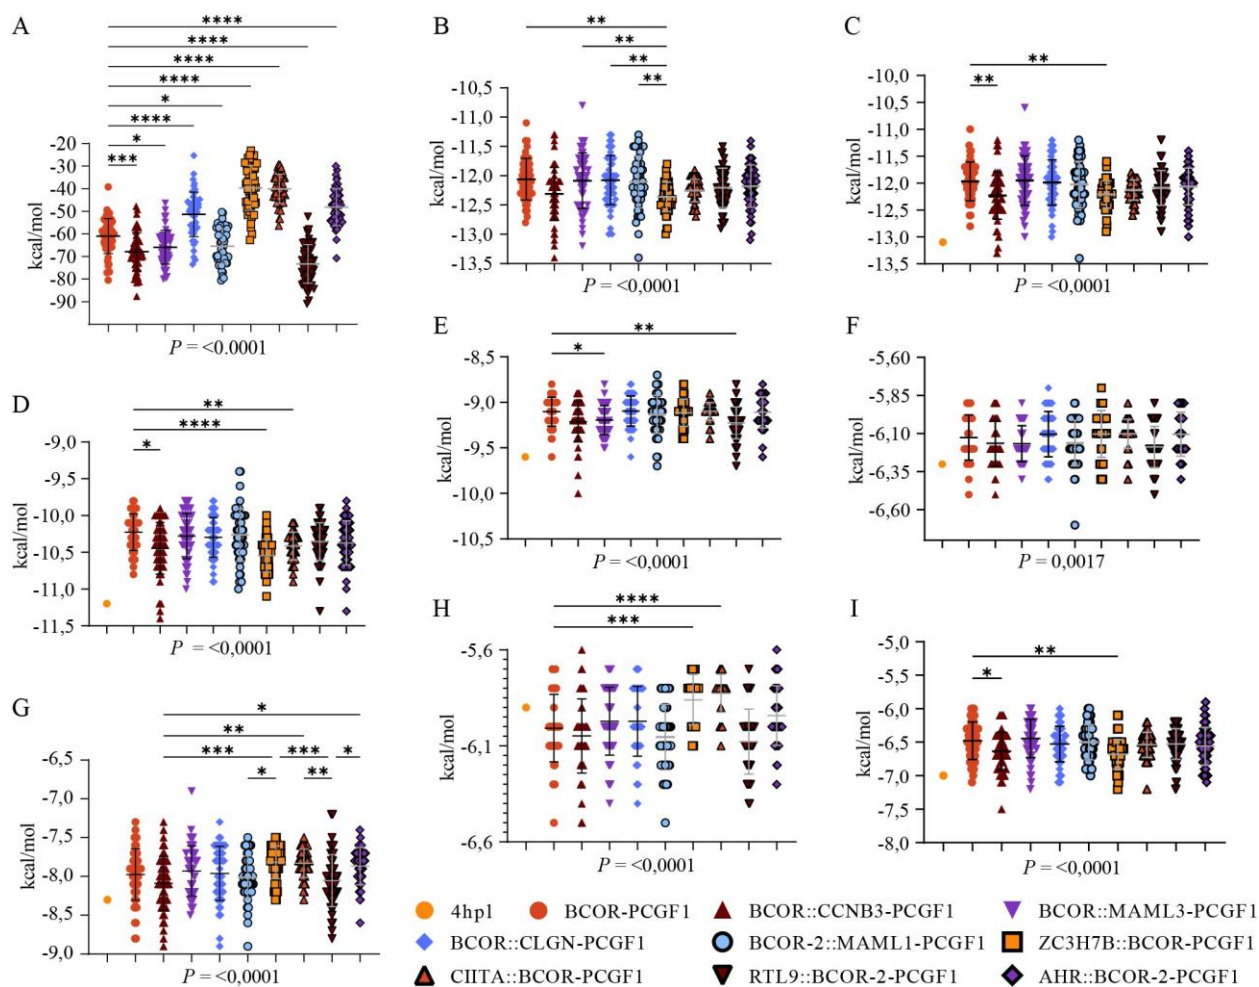 A
****
****
****
****
*
****
*
***
-20
-30
-40
-50
-60
-70
-80
-90
kcal/mol
P = <0.0001
B
**
**
**
**
-10,5
-11,0
-11,5
-12,0
-12,5
-13,0
-13,5
kcal/mol
P = <0,0001
C
**
**
-10,0
-10,5
-11,0
-11,5
-12,0
-12,5
-13,0
-13,5
kcal/mol
P = <0,0001
D
**
****
*
-9,0
-9,5
-10,0
-10,5
-11,0
-11,5
kcal/mol
P = <0,0001
E
**
*
-8,5
-9,0
-9,5
-10,0
-10,5
kcal/mol
P = <0,0001
F
-5,60
-5,85
-6,10
-6,35
-6,60
kcal/mol
P = 0,0017
G
*
**
***
***
*
*
**
-6,5
-7,0
-7,5
-8,0
-8,5
-9,0
kcal/mol
P = <0,0001
H
****
***
-5,6
-6,1
-6,6
kcal/mol
P = <0,0001
I
**
*
-5,0
-5,5
-6,0
-6,5
-7,0
-7,5
-8,0
kcal/mol
P = <0,0001
4hpl BCOR-PCGF1 BCOR::CCNB3-PCGF1 BCOR::MAML3-PCGF1
BCOR::CLGN-PCGF1 BCOR-2::MAML1-PCGF1 ZC3H7B::BCOR-PCGF1
CIITA::BCOR-PCGF1 RTL9::BCOR-2-PCGF1 AHR::BCOR-2-PCGF1